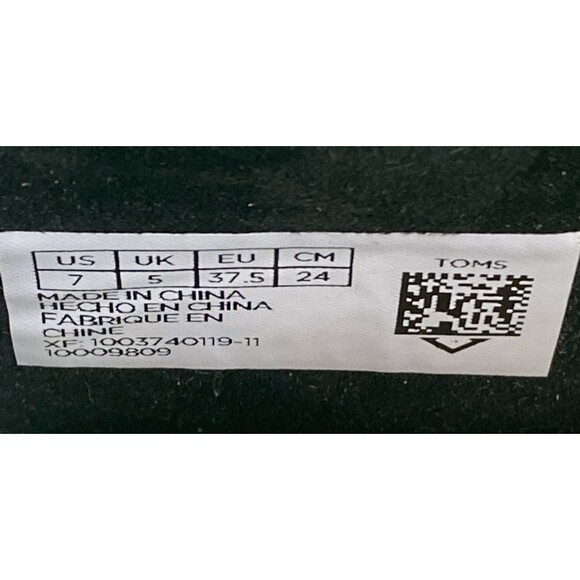 US UK EU CM
7 5 37.5 24
MADE IN CHINA
HECHO EN CHINA
FABRIQUE EN
CHINE
XF: 1003740119-11
10009809
TOMS